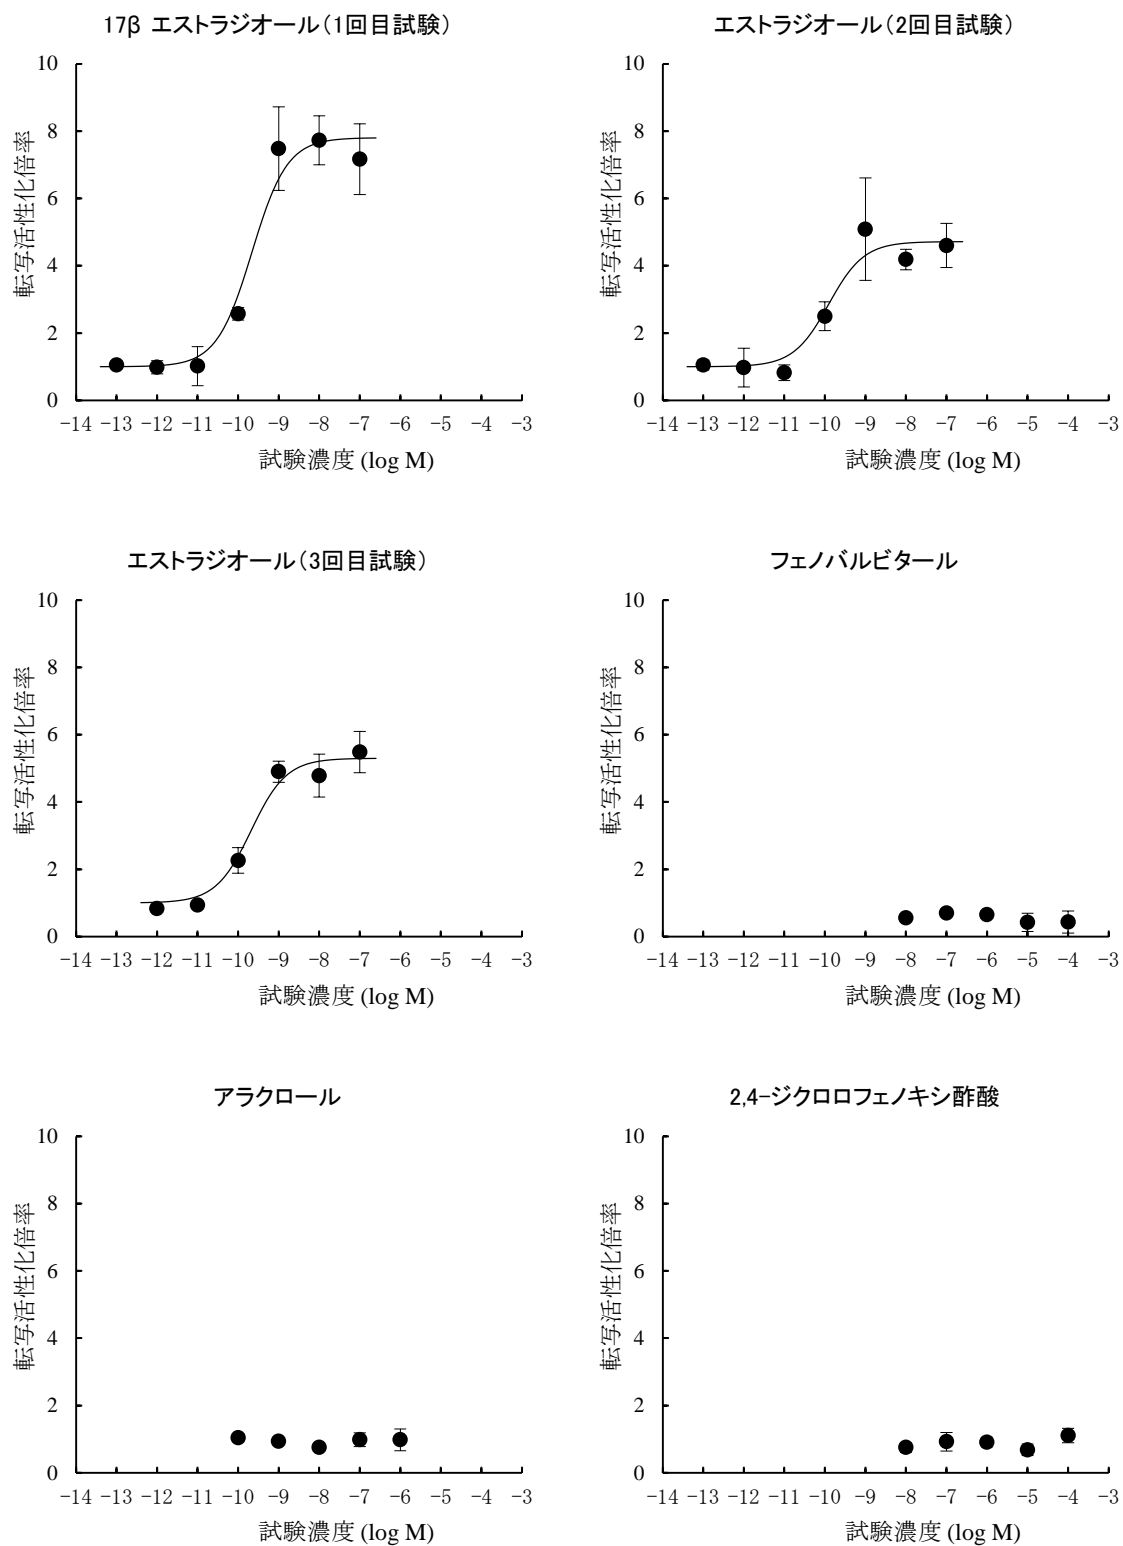 17β エストラジオール（1回目試験）
転写活性化倍率
10
8
6
4
2
0
-14 -13 -12 -11 -10 -9 -8 -7 -6 -5 -4 -3
試験濃度 (log M)
エストラジオール（2回目試験）
転写活性化倍率
10
8
6
4
2
0
-14 -13 -12 -11 -10 -9 -8 -7 -6 -5 -4 -3
試験濃度 (log M)
エストラジオール（3回目試験）
転写活性化倍率
10
8
6
4
2
0
-14 -13 -12 -11 -10 -9 -8 -7 -6 -5 -4 -3
試験濃度 (log M)
フェノバルビタール
転写活性化倍率
10
8
6
4
2
0
-14 -13 -12 -11 -10 -9 -8 -7 -6 -5 -4 -3
試験濃度 (log M)
アラクロール
転写活性化倍率
10
8
6
4
2
0
-14 -13 -12 -11 -10 -9 -8 -7 -6 -5 -4 -3
試験濃度 (log M)
2,4-ジクロロフェノキシ酢酸
転写活性化倍率
10
8
6
4
2
0
-14 -13 -12 -11 -10 -9 -8 -7 -6 -5 -4 -3
試験濃度 (log M)